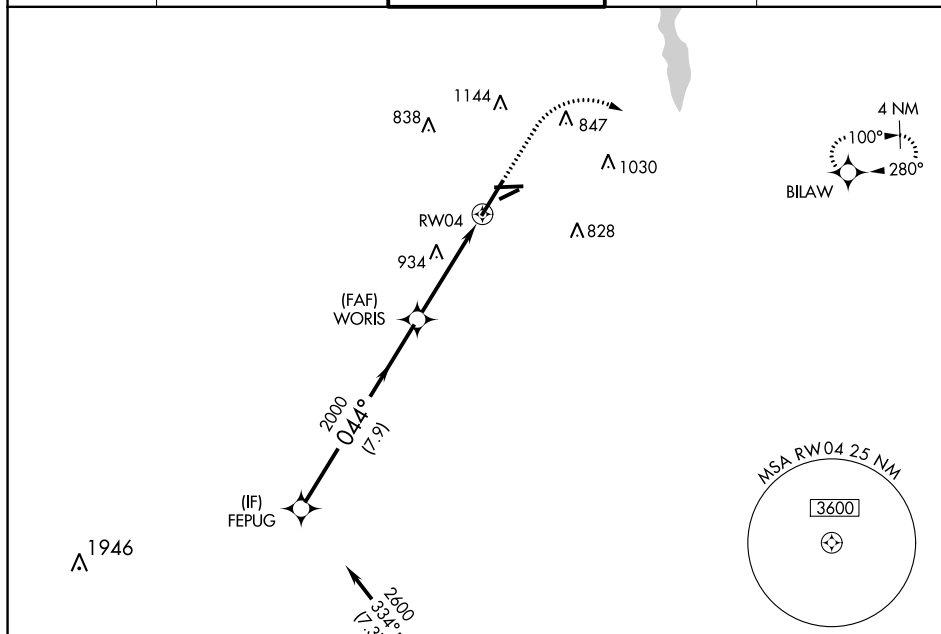 1144
838
847
1030
4 NM
100°
280°
BILAW
RW04
828
934
(FAF)
WORIS
2000
044°
(7.9)
(IF)
FEPUG
1946
2600
334°
MSA RW04 25 NM
3600